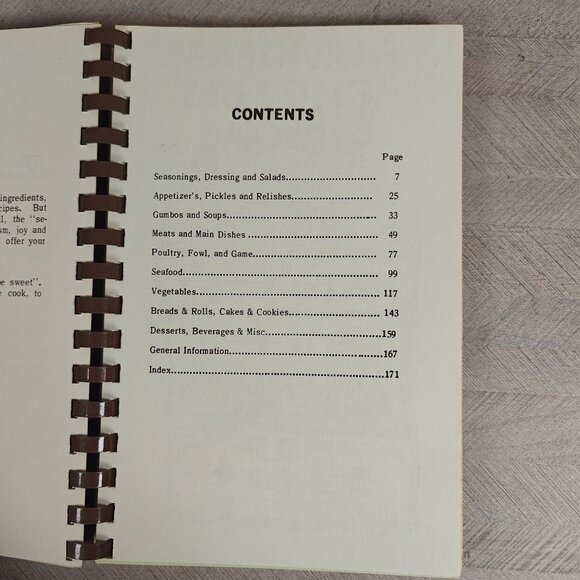 ingredients,
But
the "se-
joy and
offer your
sweet".
cook, to
CONTENTS
Page
Seasonings, Dressing and Salads.......................... 7
Appetizer's, Pickles and Relishes......................... 25
Gumbos and Soups............................................. 33
Meats and Main Dishes ....................................... 49
Poultry, Fowl, and Game..................................... 77
Seafood............................................................. 99
Vegetables......................................................... 117
Breads & Rolls, Cakes & Cookies........................... 143
Desserts, Beverages & Misc..................................159
General Information............................................167
Index................................................................171